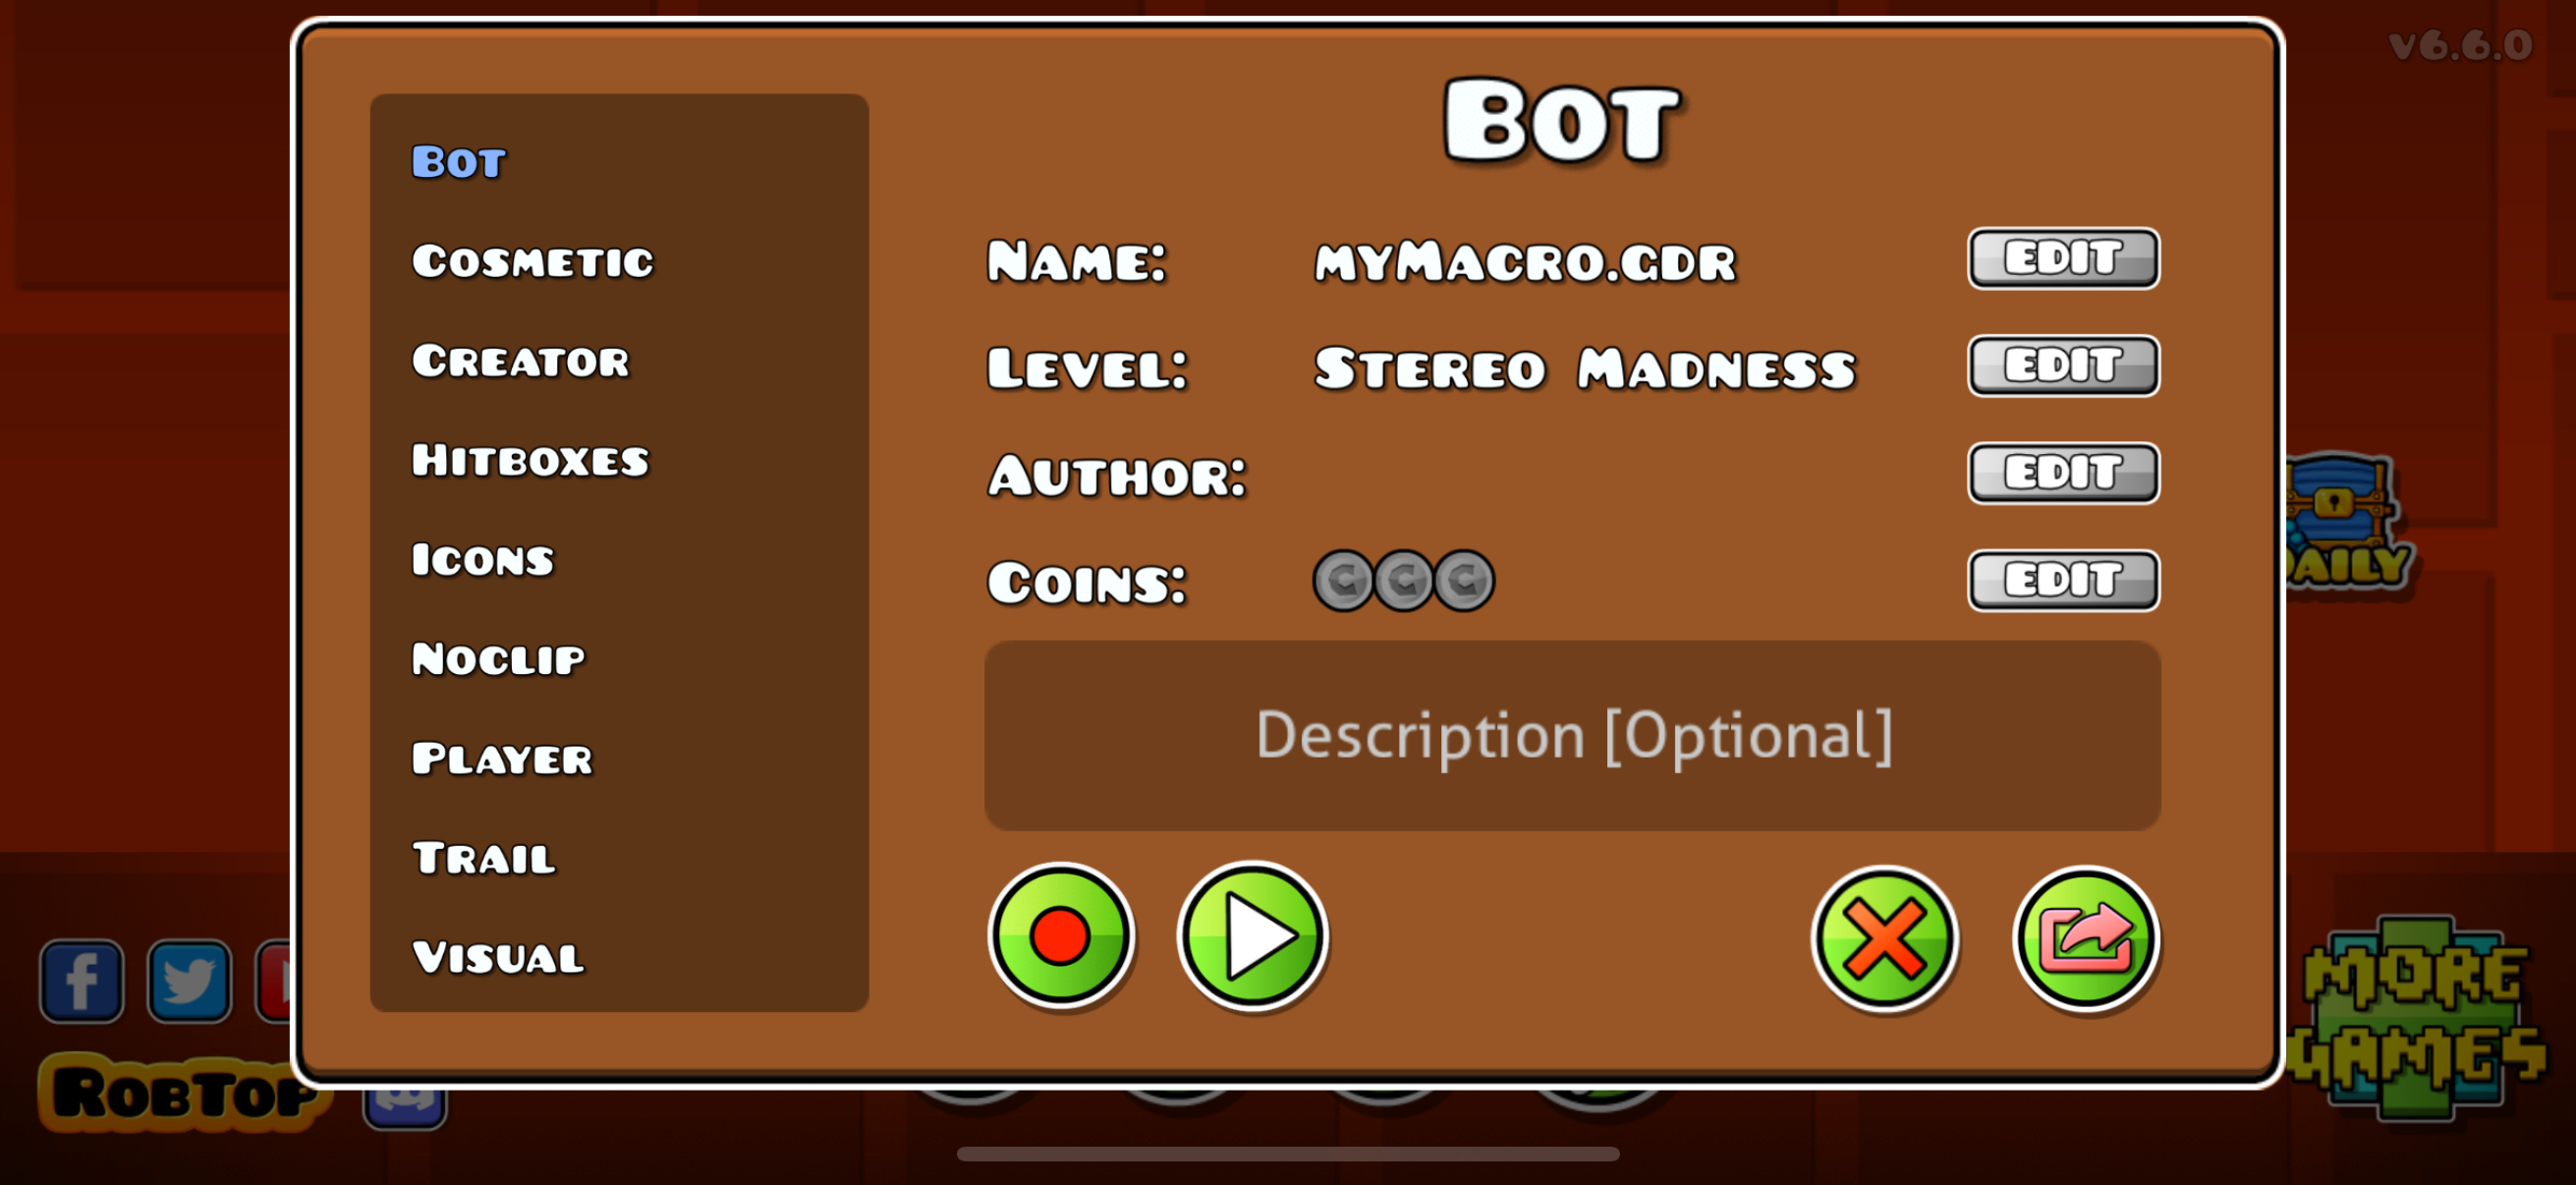 v6.6.0
Bot
Cosmetic
Creator
Hitboxes
Icons
Noclip
Player
Trail
Visual
Bot
Name: myMacro.gdr EDIT
Level: Stereo Madness EDIT
Author: EDIT
Coins: EDIT
Description [Optional]
DAILY
RobTop
MORE
GAMES